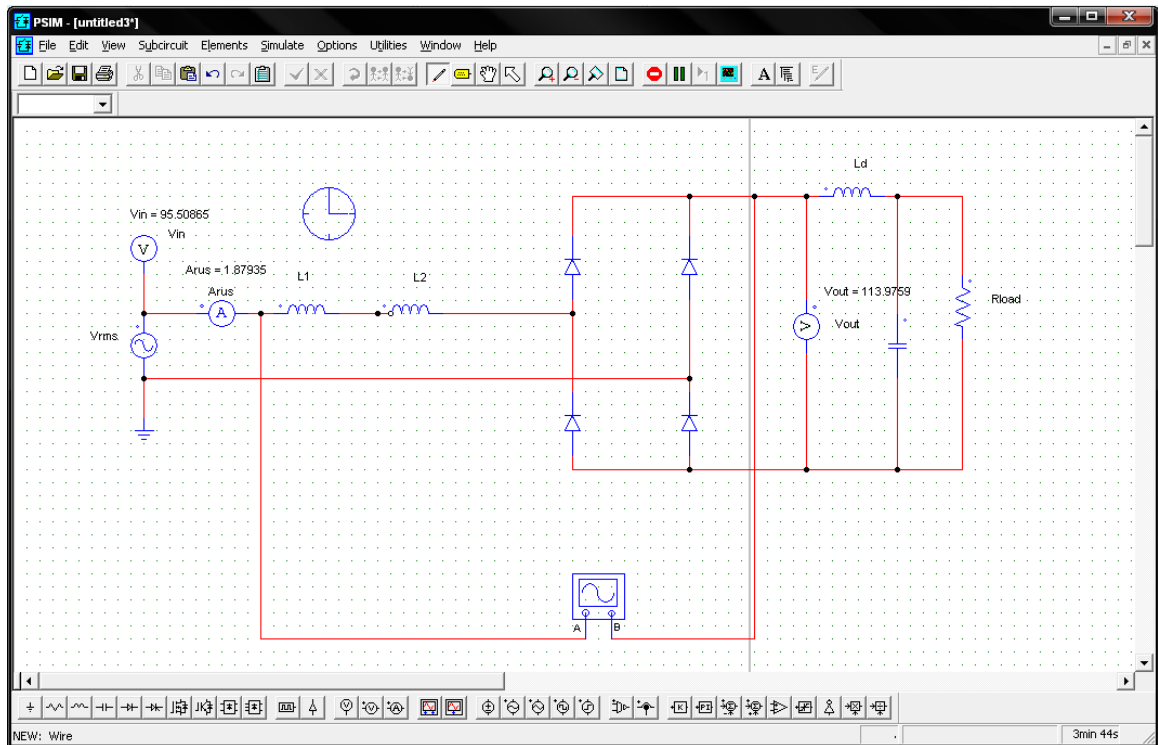 PSIM - [untitled3*]
File Edit View Subcircuit Elements Simulate Options Utilities Window Help
A
Ld
Vin = 95.50865
Vin
V
Arus = 1.87935
L1
L2
Arus
A
Vout = 113.9759
Rload
V
Vout
Vrms
A B
V V A
K PI
NEW: Wire
3min 44s